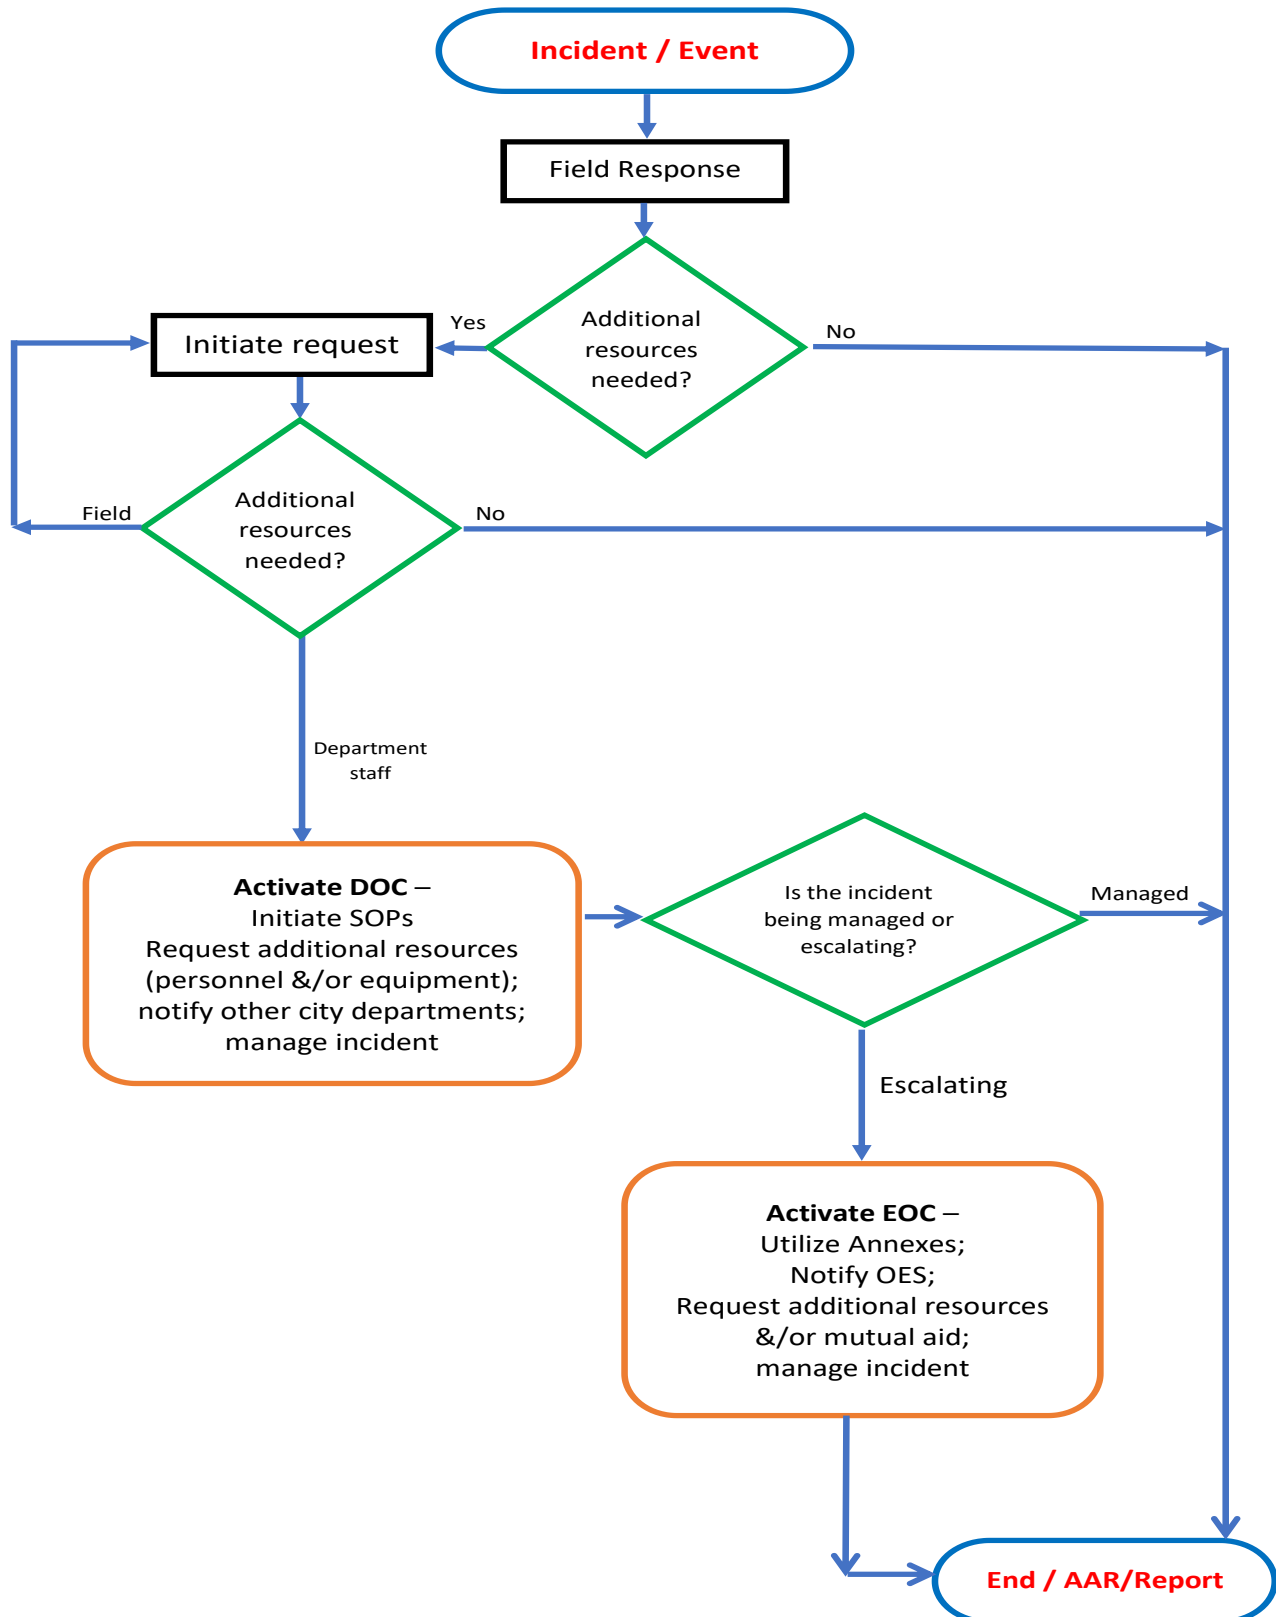 Incident / Event
Field Response
Additional
resources
needed?
Yes
No
Initiate request
Additional
resources
needed?
Field
No
Department
staff
Activate DOC –
Initiate SOPs
Request additional resources
(personnel &/or equipment);
notify other city departments;
manage incident
Is the incident
being managed or
escalating?
Managed
Escalating
Activate EOC –
Utilize Annexes;
Notify OES;
Request additional resources
&/or mutual aid;
manage incident
End / AAR/Report